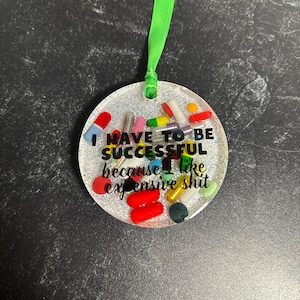 I HAVE TO BE
SUCCESSFUL
because I like
expensive shit